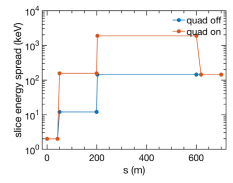 10⁴
quad off
quad on
10³
10²
10¹
10⁰
slice energy spread (keV)
0 200 400 600
s (m)